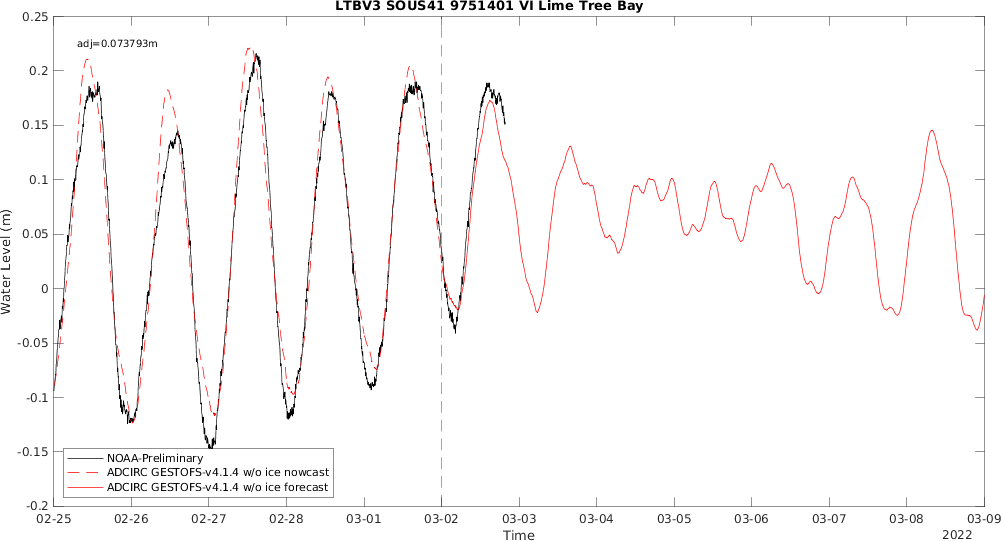 LTBV3 SOUS41 9751401 VI Lime Tree Bay
0.25
adj=0.073793m
0.2
0.15
0.1
0.05
0
-0.05
-0.1
-0.15
-0.2
Water Level (m)
NOAA-Preliminary
ADCIRC GESTOFS-v4.1.4 w/o ice nowcast
ADCIRC GESTOFS-v4.1.4 w/o ice forecast
02-25 02-26 02-27 02-28 03-01 03-02 03-03 03-04 03-05 03-06 03-07 03-08 03-09
Time
2022